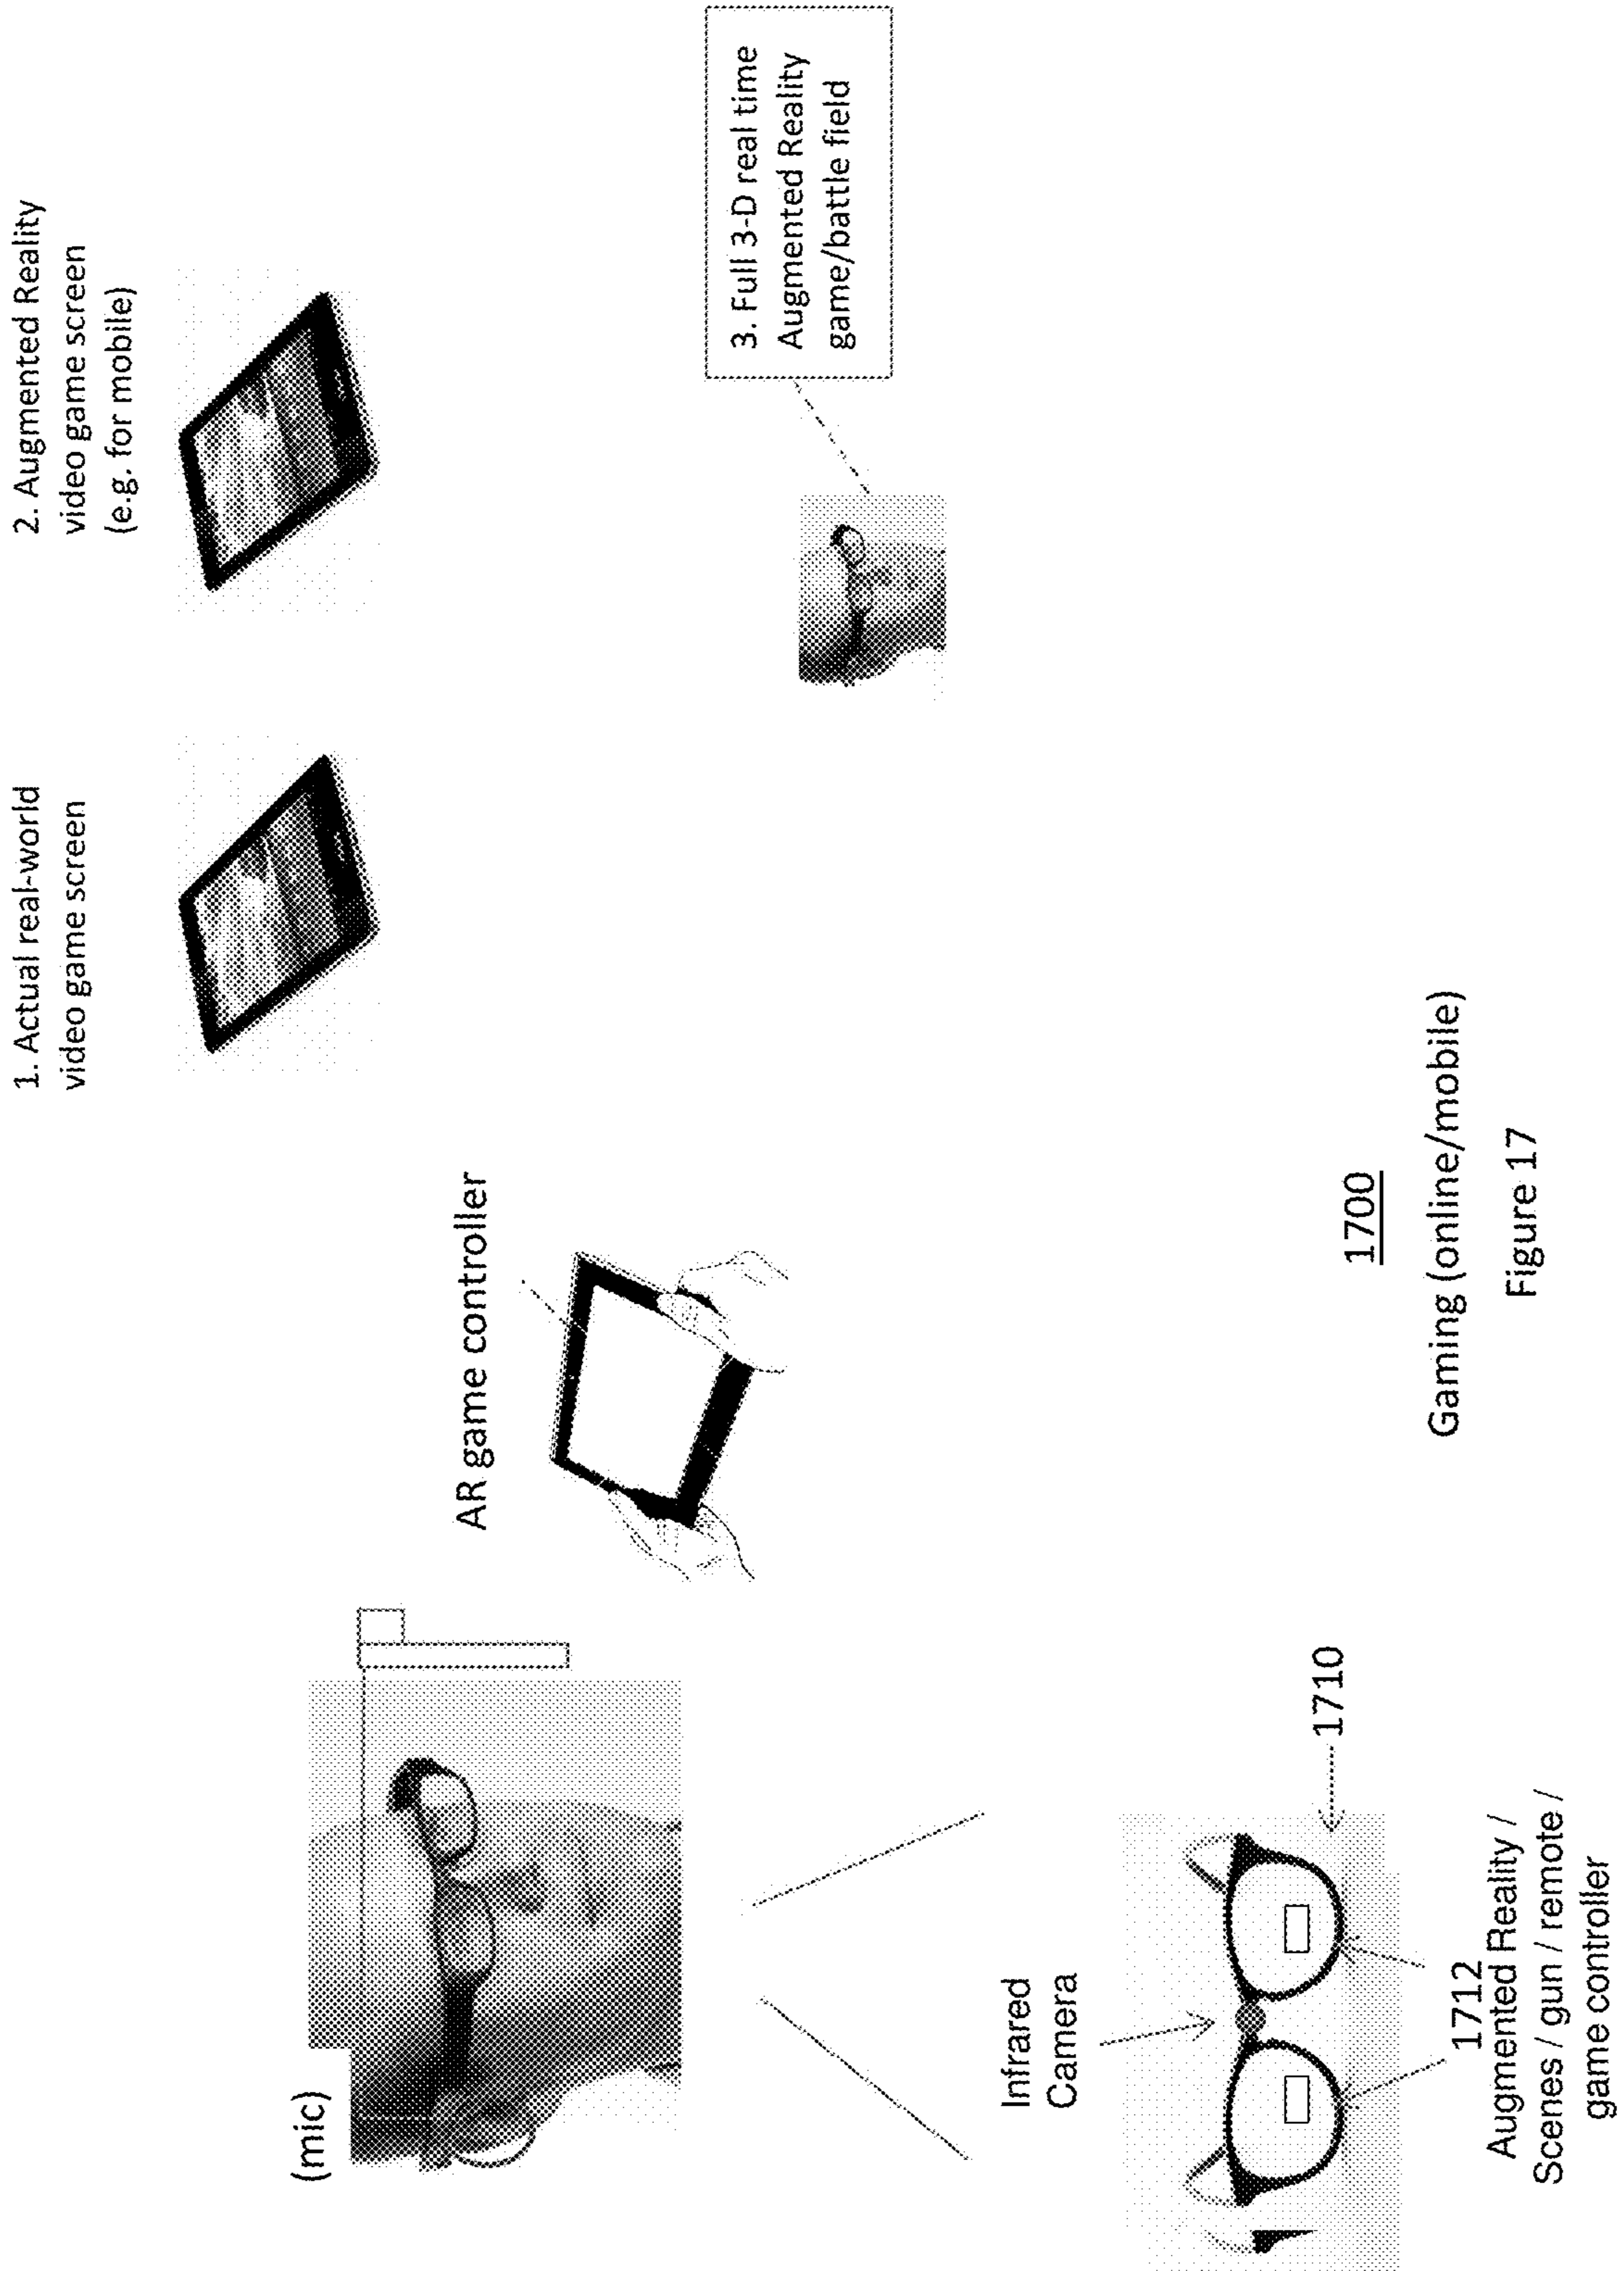 1. Actual real-world
video game screen
2. Augmented Reality
video game screen
(e.g. for mobile)
(mic)
AR game controller
3. Full 3-D real time
Augmented Reality
game/battle field
Infrared
Camera
1710
1712
Augmented Reality /
Scenes / gun / remote /
game controller
1700
Gaming (online/mobile)
Figure 17